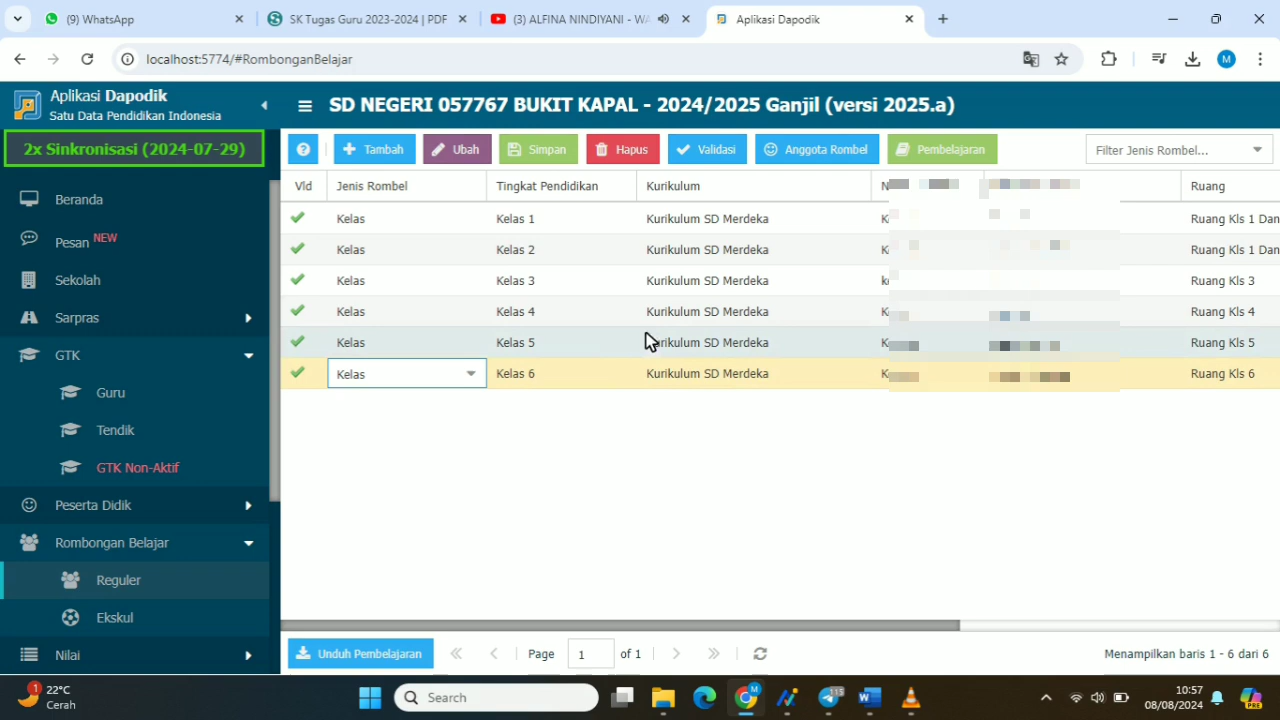 (9) WhatsApp
SK Tugas Guru 2023-2024 | PDF
(3) ALFINA NINDIYANI - WA
Aplikasi Dapodik
localhost:5774/#RombonganBelajar
M
Aplikasi Dapodik
Satu Data Pendidikan Indonesia
SD NEGERI 057767 BUKIT KAPAL - 2024/2025 Ganjil (versi 2025.a)
2x Sinkronisasi (2024-07-29)
? Tambah Ubah Simpan Hapus Validasi Anggota Rombel Pembelajaran Filter Jenis Rombel...
Vld Jenis Rombel Tingkat Pendidikan Kurikulum Ruang
Kelas Kelas 1 Kurikulum SD Merdeka Ruang Kls 1 Dan
Kelas Kelas 2 Kurikulum SD Merdeka Ruang Kls 1 Dan
Kelas Kelas 3 Kurikulum SD Merdeka Ruang Kls 3
Kelas Kelas 4 Kurikulum SD Merdeka Ruang Kls 4
Kelas Kelas 5 Kurikulum SD Merdeka Ruang Kls 5
Kelas Kelas 6 Kurikulum SD Merdeka Ruang Kls 6
Beranda
Pesan NEW
Sekolah
Sarpras
GTK
Guru
Tendik
GTK Non-Aktif
Peserta Didik
Rombongan Belajar
Reguler
Ekskul
Nilai
Unduh Pembelajaran Page 1 of 1 Menampilkan baris 1 - 6 dari 6
1 22°C
Cerah
Search
M
115
10:57
08/08/2024
PRE